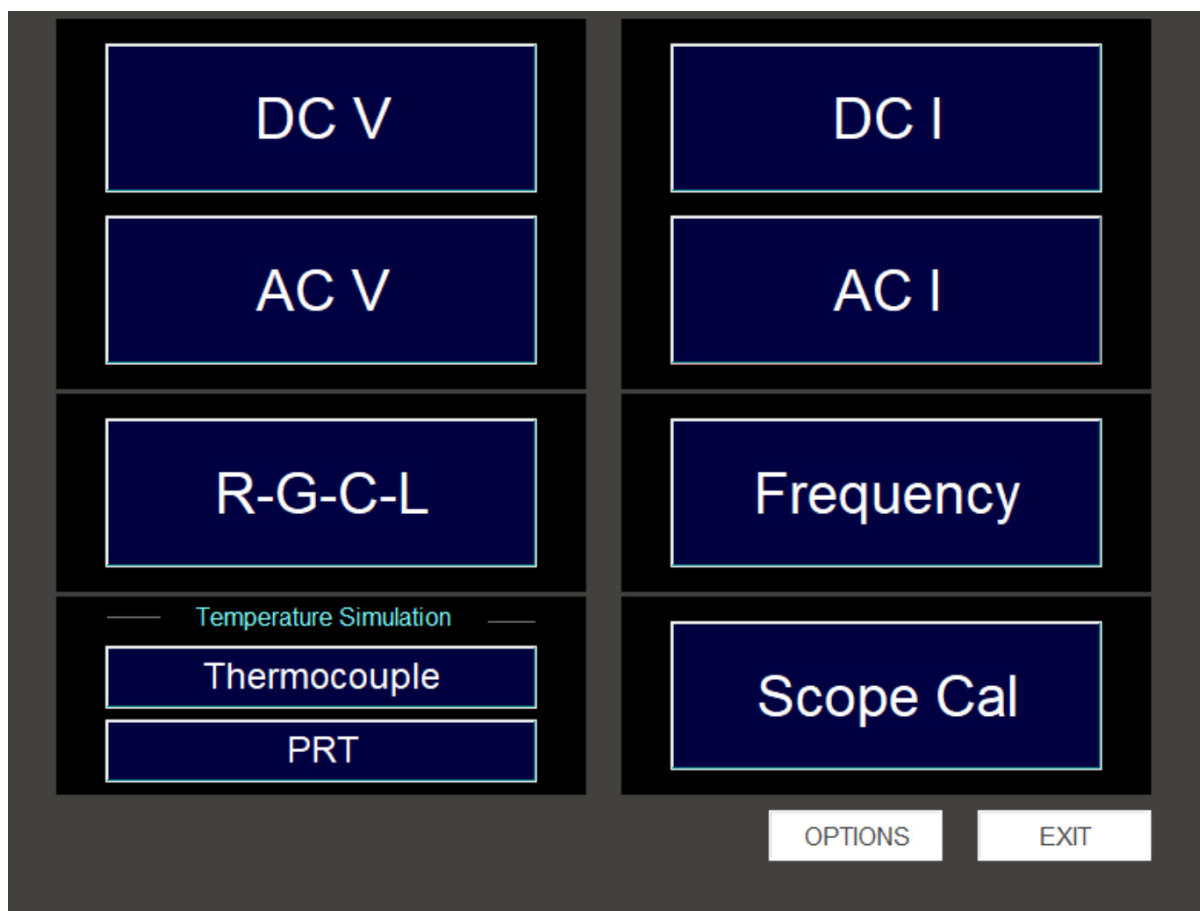 DC V
DC I
AC V
AC I
R-G-C-L
Frequency
Temperature Simulation
Thermocouple
PRT
Scope Cal
OPTIONS
EXIT